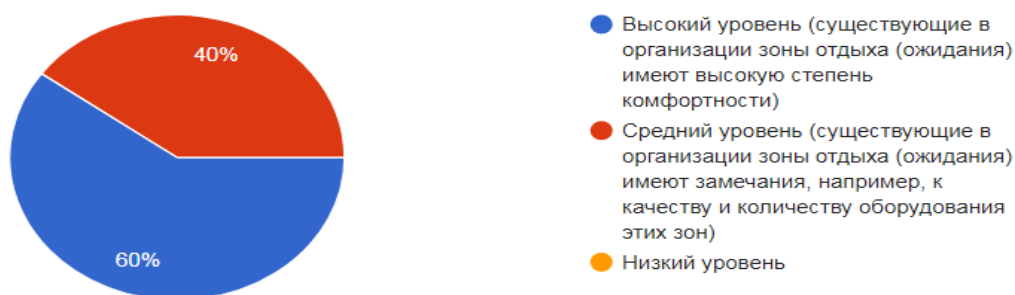 40%
60%
Высокий уровень (существующие в
организации зоны отдыха (ожидания)
имеют высокую степень
комфортности)
Средний уровень (существующие в
организации зоны отдыха (ожидания)
имеют замечания, например, к
качеству и количеству оборудования
этих зон)
Низкий уровень